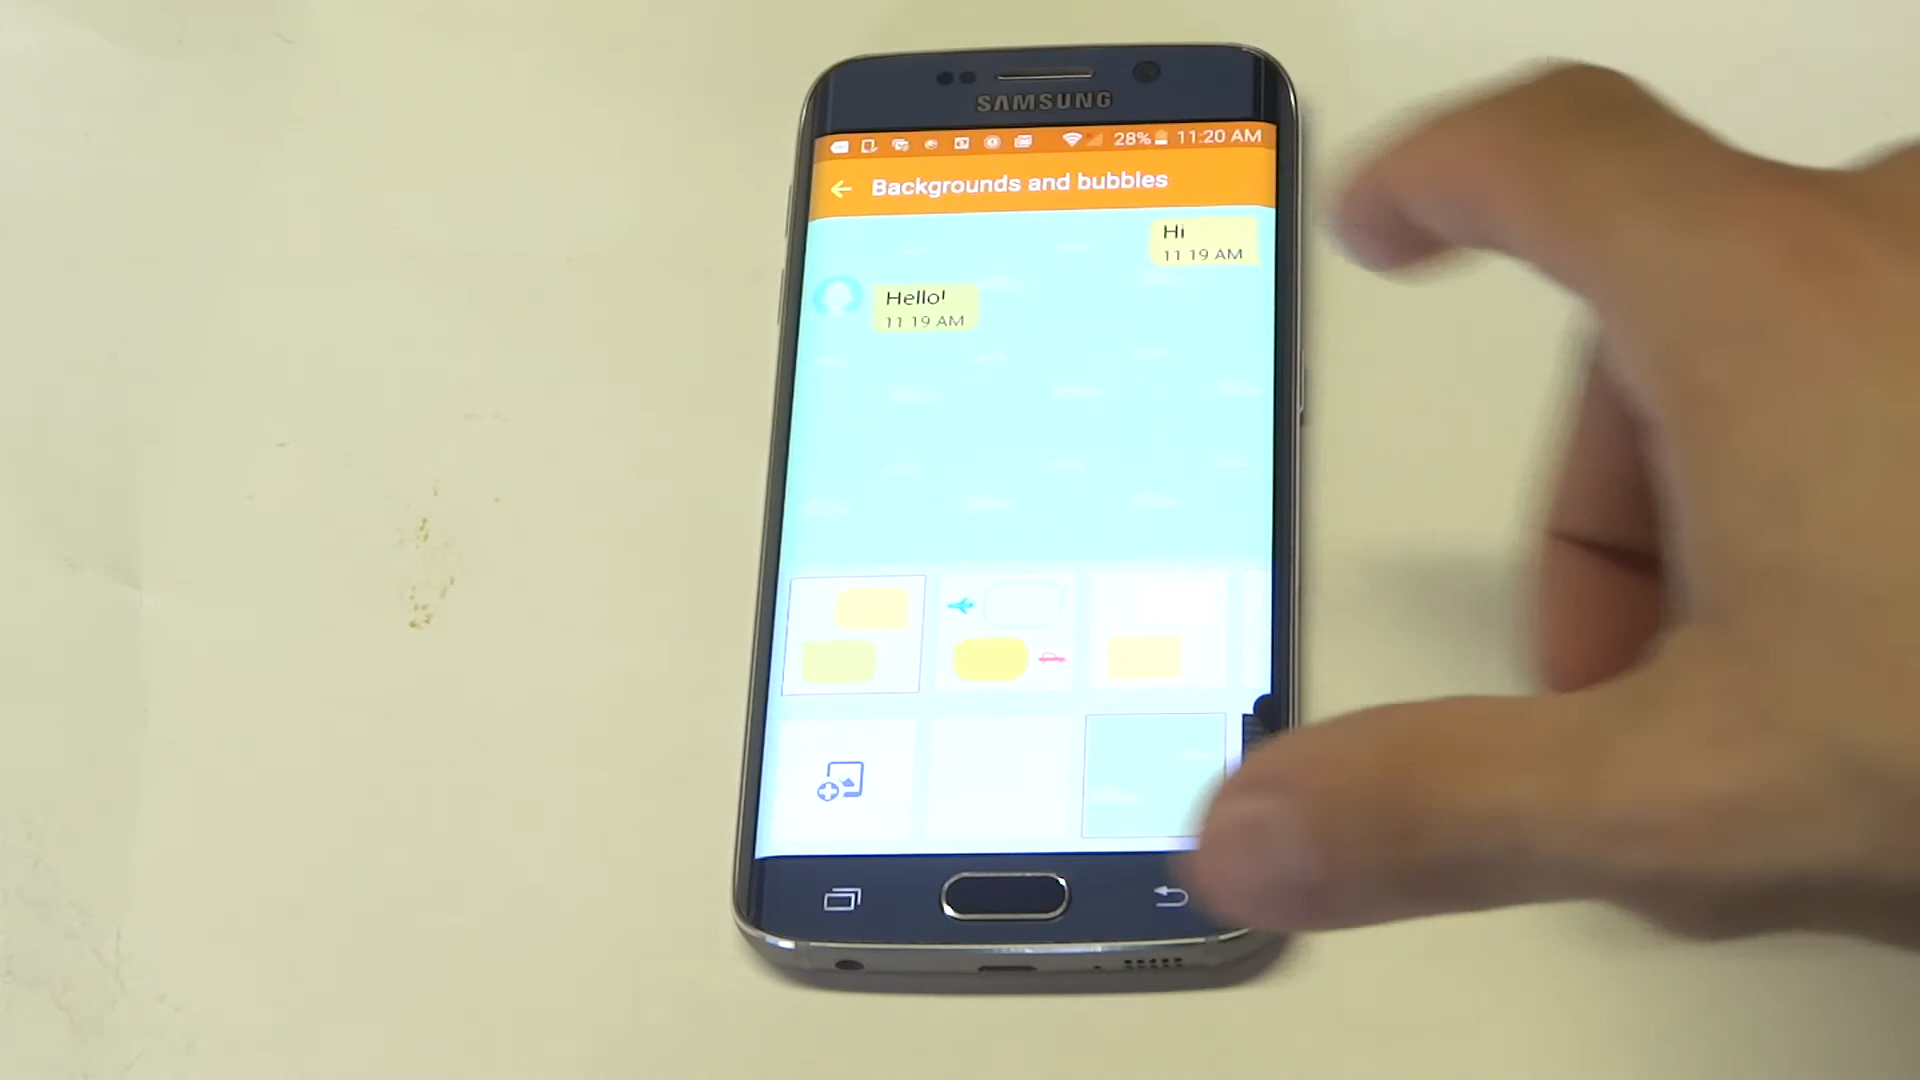 SAMSUNG
28% 11:20 AM
Backgrounds and bubbles
Hi
11 19 AM
Hello!
11 19 AM